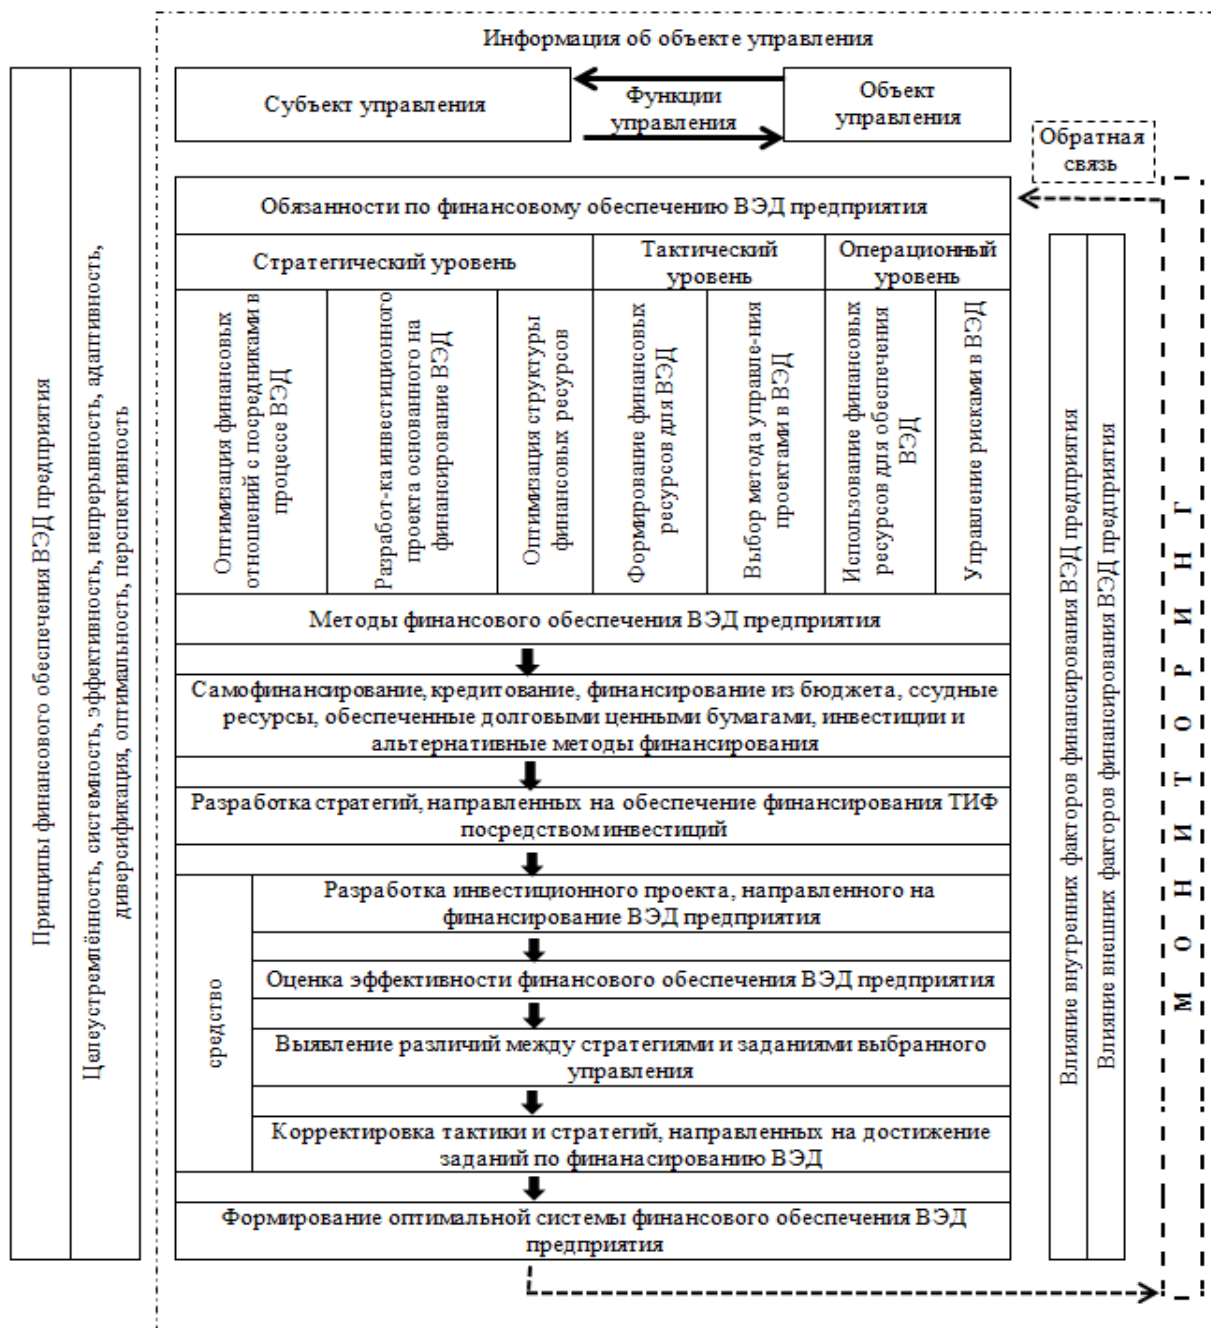 Информация об объекте управления
Субъект управления
Функции
управления
Объект
управления
Обратная
связь
Принципы финансового обеспечения ВЭД предприятия
Целеустремлённость, системность, эффективность, непрерывность, адаптивность,
диверсификация, оптимальность, перспективность
Обязанности по финансовому обеспечению ВЭД предприятия
Стратегический уровень
Тактический
уровень
Операционный
уровень
Оптимизация финансовых
отношений с посредниками в
процессе ВЭД
Разработ-ка инвестиционного
проекта основанного на
финансирование ВЭД
Оптимизация структуры
финансовых ресурсов
Формирование финансовых
ресурсов для ВЭД
Выбор метода управле-ния
проектами в ВЭД
Использование финансовых
ресурсов для обеспечения
ВЭД
Управление рисками в ВЭД
Методы финансового обеспечения ВЭД предприятия
Самофинансирование, кредитование, финансирование из бюджета, ссудные
ресурсы, обеспеченные долговыми ценными бумагами, инвестиции и
альтернативные методы финансирования
Разработка стратегий, направленных на обеспечение финансирования ТИФ
посредством инвестиций
средство
Разработка инвестиционного проекта, направленного на
финансирование ВЭД предприятия
Оценка эффективности финансового обеспечения ВЭД предприятия
Выявление различий между стратегиями и заданиями выбранного
управления
Корректировка тактики и стратегий, направленных на достижение
заданий по финанасированию ВЭД
Формирование оптимальной системы финансового обеспечения ВЭД
предприятия
Влияние внутренних факторов финансирования ВЭД предприятия
Влияние внешних факторов финансирования ВЭД предприятия
МОНИТОРИНГ